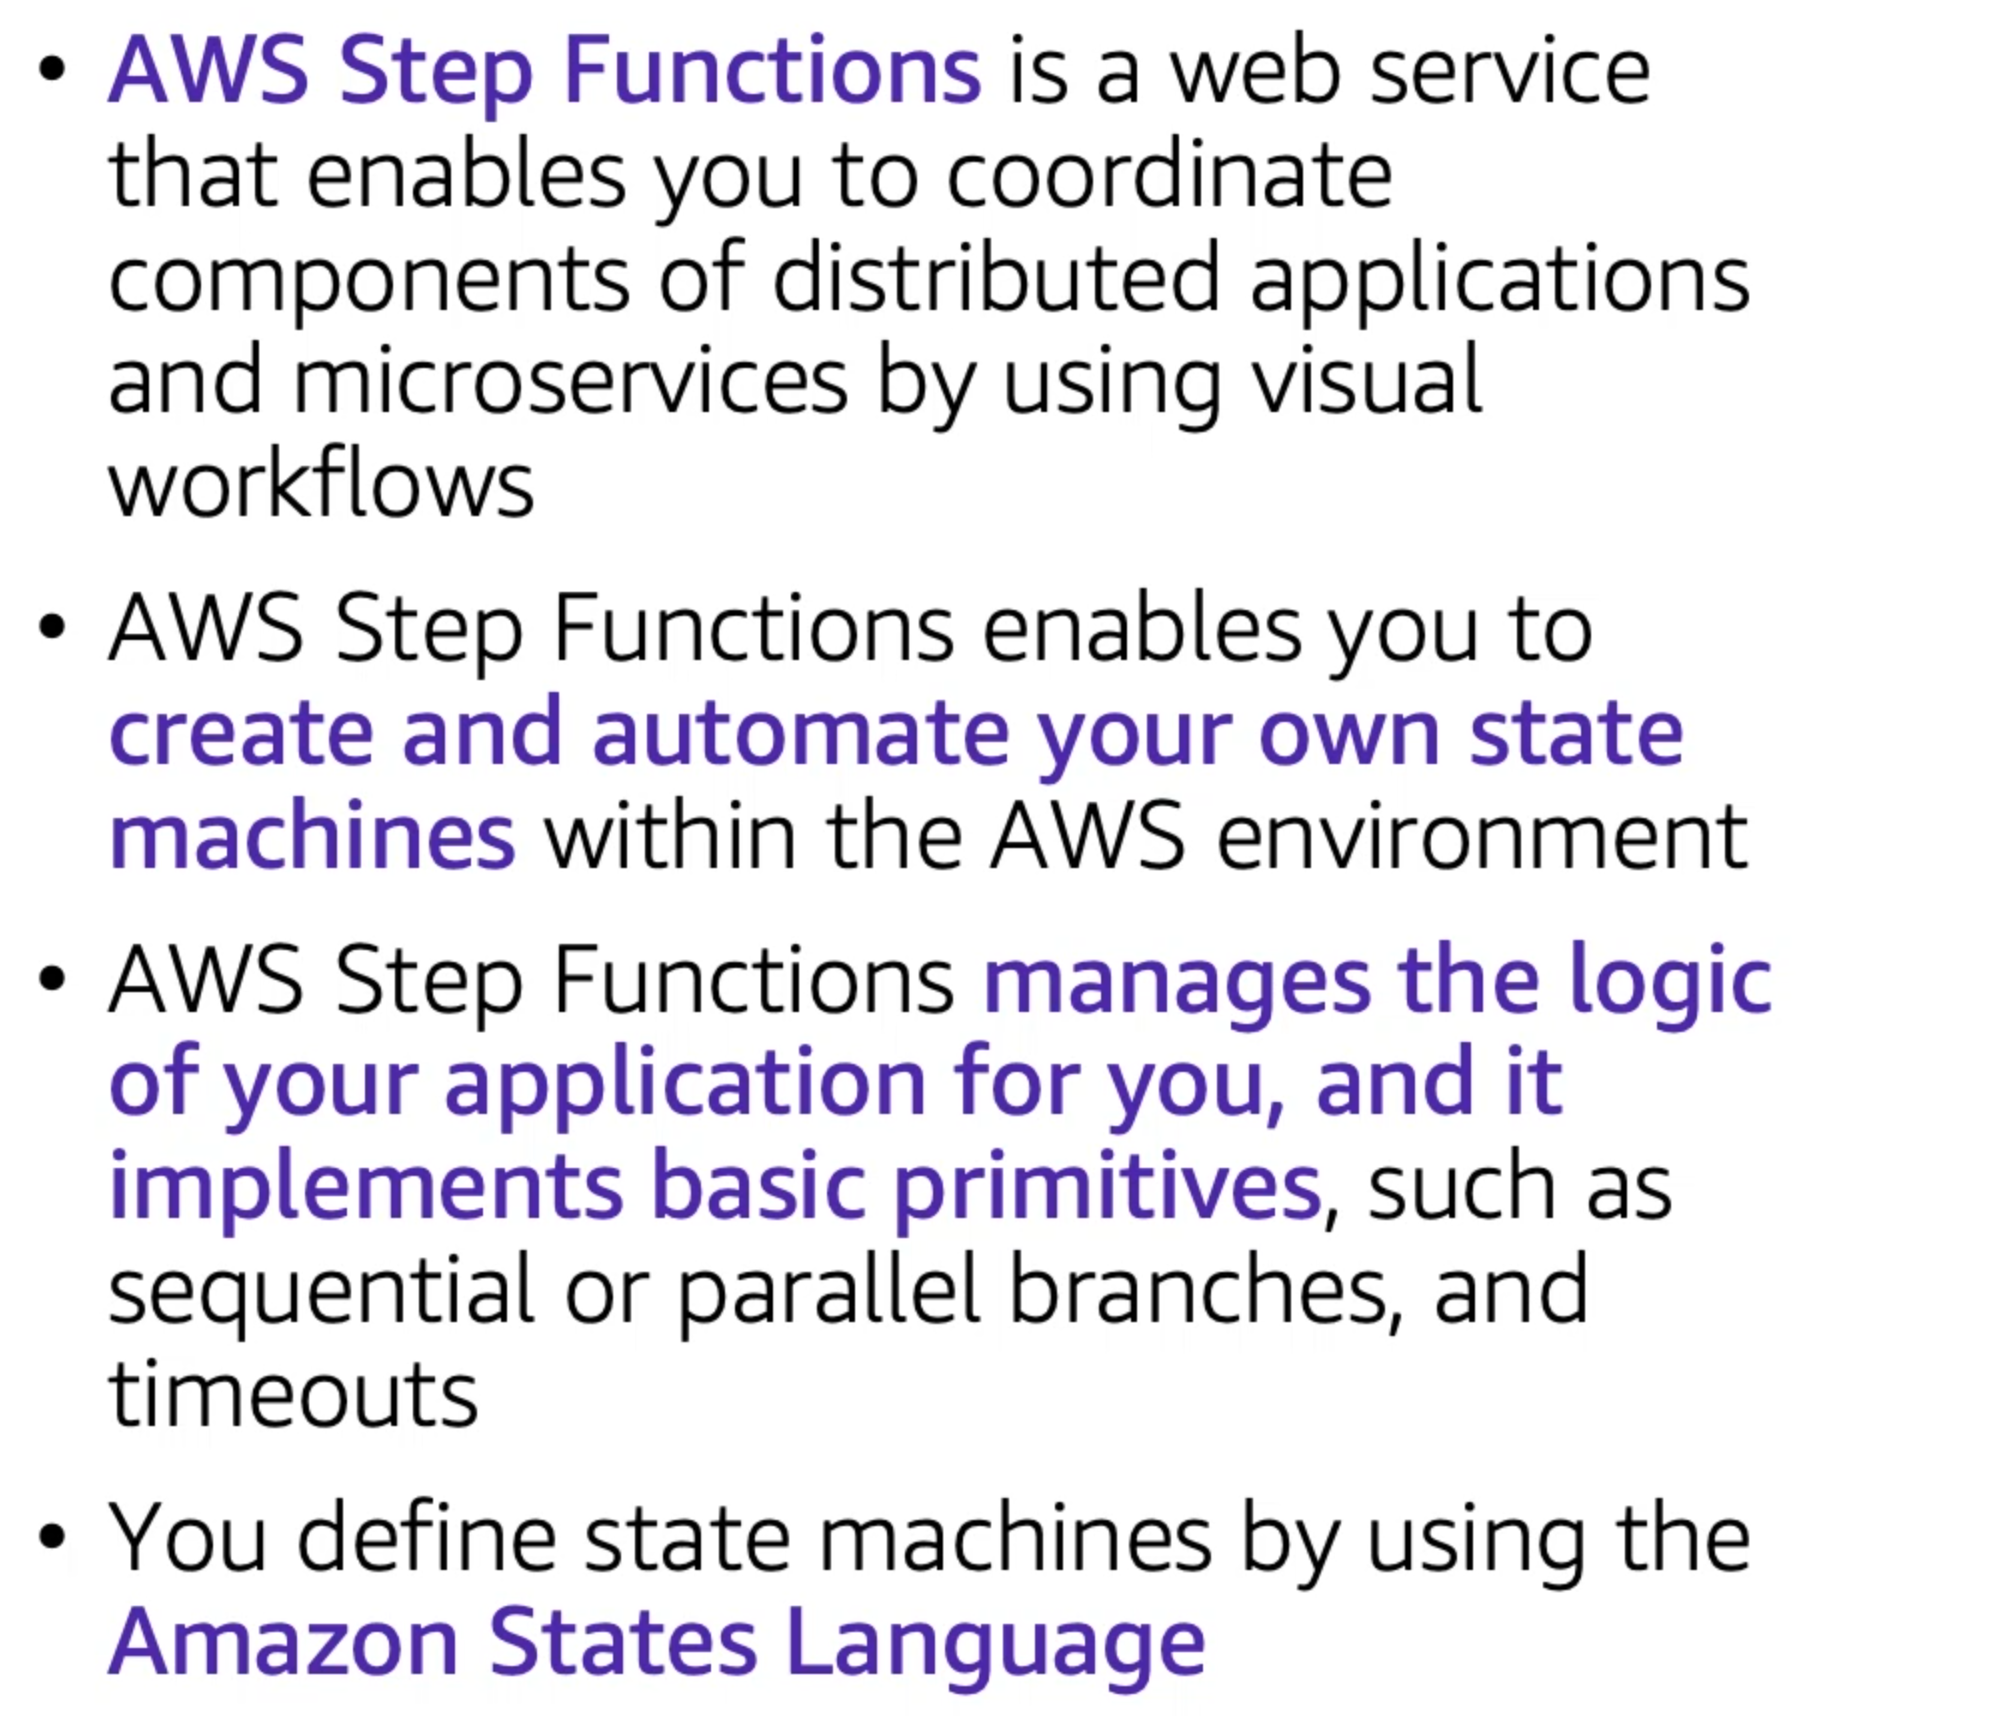 • AWS Step Functions is a web service
that enables you to coordinate
components of distributed applications
and microservices by using visual
workflows
• AWS Step Functions enables you to
create and automate your own state
machines within the AWS environment
• AWS Step Functions manages the logic
of your application for you, and it
implements basic primitives, such as
sequential or parallel branches, and
timeouts
• You define state machines by using the
Amazon States Language